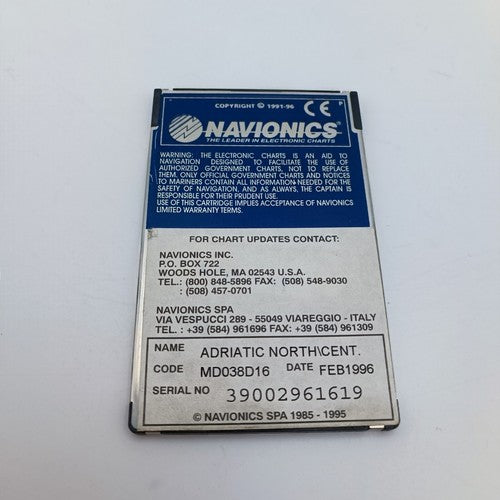 COPYRIGHT © 1991-96 CE P
NAVIONICS®
THE LEADER IN ELECTRONIC CHARTS
WARNING: THE ELECTRONIC CHARTS IS AN AID TO
NAVIGATION DESIGNED TO FACILITATE THE USE OF
AUTHORIZED GOVERNMENT CHARTS, NOT TO REPLACE
THEM. ONLY OFFICIAL GOVERNMENT CHARTS AND NOTICES
TO MARINERS CONTAIN ALL INFORMATION NEEDED FOR THE
SAFETY OF NAVIGATION, AND AS ALWAYS, THE CAPTAIN IS
RESPONSIBLE FOR THEIR PRUDENT USE.
USE OF THIS CARTRIDGE IMPLIES ACCEPTANCE OF NAVIONICS
LIMITED WARRANTY TERMS.
FOR CHART UPDATES CONTACT:
NAVIONICS INC.
P.O. BOX 722
WOODS HOLE, MA 02543 U.S.A.
TEL.: (800) 848-5896 FAX: (508) 548-9030
: (508) 457-0701
NAVIONICS SPA
VIA VESPUCCI 289 - 55049 VIAREGGIO - ITALY
TEL. : +39 (584) 961696 FAX: +39 (584) 961309
NAME ADRIATIC NORTH\CENT.
CODE MD038D16 DATE FEB1996
SERIAL NO 39002961619
© NAVIONICS SPA 1985 - 1995